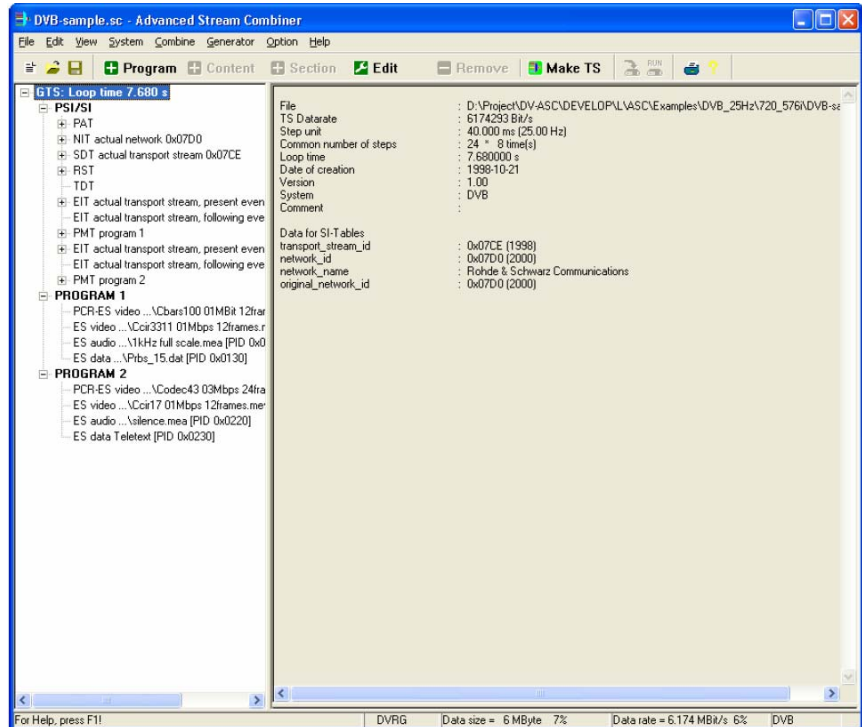 DVB-sample.sc - Advanced Stream Combiner
File Edit View System Combine Generator Option Help
Program Content Section Edit Remove Make TS RUN
GTS: Loop time 7.680 s
PSI/SI
PAT
NIT actual network 0x07D0
SDT actual transport stream 0x07CE
RST
TDT
EIT actual transport stream, present even
EIT actual transport stream, following eve
PMT program 1
EIT actual transport stream, present even
EIT actual transport stream, following eve
PMT program 2
PROGRAM 1
PCR-ES video ...\Cbars100 01MBit 12frar
ES video ...\Ccir3311 01Mbps 12frames.r
ES audio ...\1kHz full scale.mea [PID 0x0
ES data ...\Prbs_15.dat [PID 0x0130]
PROGRAM 2
PCR-ES video ...\Codec43 03Mbps 24fra
ES video ...\Ccir17 01Mbps 12frames.me
ES audio ...\silence.mea [PID 0x0220]
ES data Teletext [PID 0x0230]
File : D:\Project\DV-ASC\DEVELOP\L\ASC\Examples\DVB_25Hz\720_576i\DVB-sa
TS Datarate : 6174293 Bit/s
Step unit : 40.000 ms (25.00 Hz)
Common number of steps : 24 * 8 time(s)
Loop time : 7.680000 s
Date of creation : 1998-10-21
Version : 1.00
System : DVB
Comment :
Data for SI-Tables
transport_stream_id : 0x07CE (1998)
network_id : 0x07D0 (2000)
network_name : Rohde & Schwarz Communications
original_network_id : 0x07D0 (2000)
For Help, press F1! DVRG Data size = 6 MByte 7% Data rate = 6.174 MBit/s 6% DVB